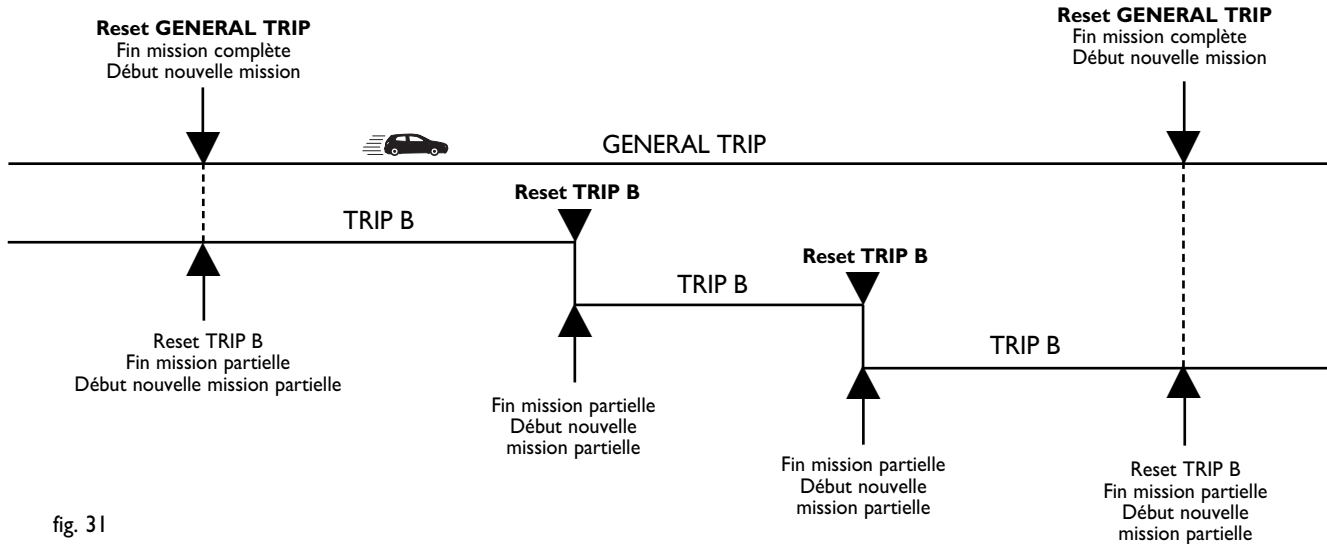 Reset GENERAL TRIP
Fin mission complète
Début nouvelle mission
Reset GENERAL TRIP
Fin mission complète
Début nouvelle mission
GENERAL TRIP
Reset TRIP B
TRIP B
Reset TRIP B
TRIP B
TRIP B
Reset TRIP B
Fin mission partielle
Début nouvelle mission partielle
Fin mission partielle
Début nouvelle
mission partielle
Fin mission partielle
Début nouvelle
mission partielle
Reset TRIP B
Fin mission partielle
Début nouvelle
mission partielle
fig. 31